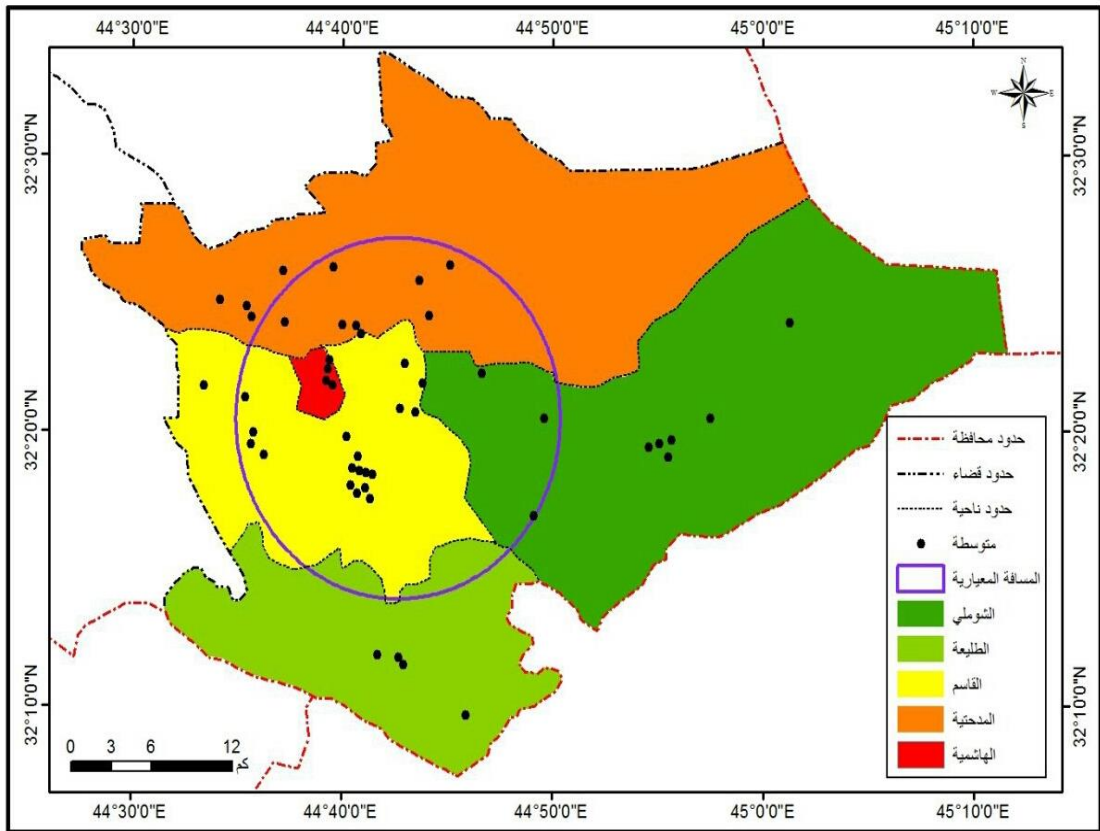 44°30'0"E 44°40'0"E 44°50'0"E 45°0'0"E 45°10'0"E
N
W E
S
32°30'0"N 32°30'0"N
32°20'0"N 32°20'0"N
حدود محافظة
حدود قضاء
حدود ناحية
متوسطة
المسافة المعيارية
الشوملي
الطليعة
القاسم
المدحتية
الهاشمية
32°10'0"N 32°10'0"N
0 3 6 12
كم
44°30'0"E 44°40'0"E 44°50'0"E 45°0'0"E 45°10'0"E